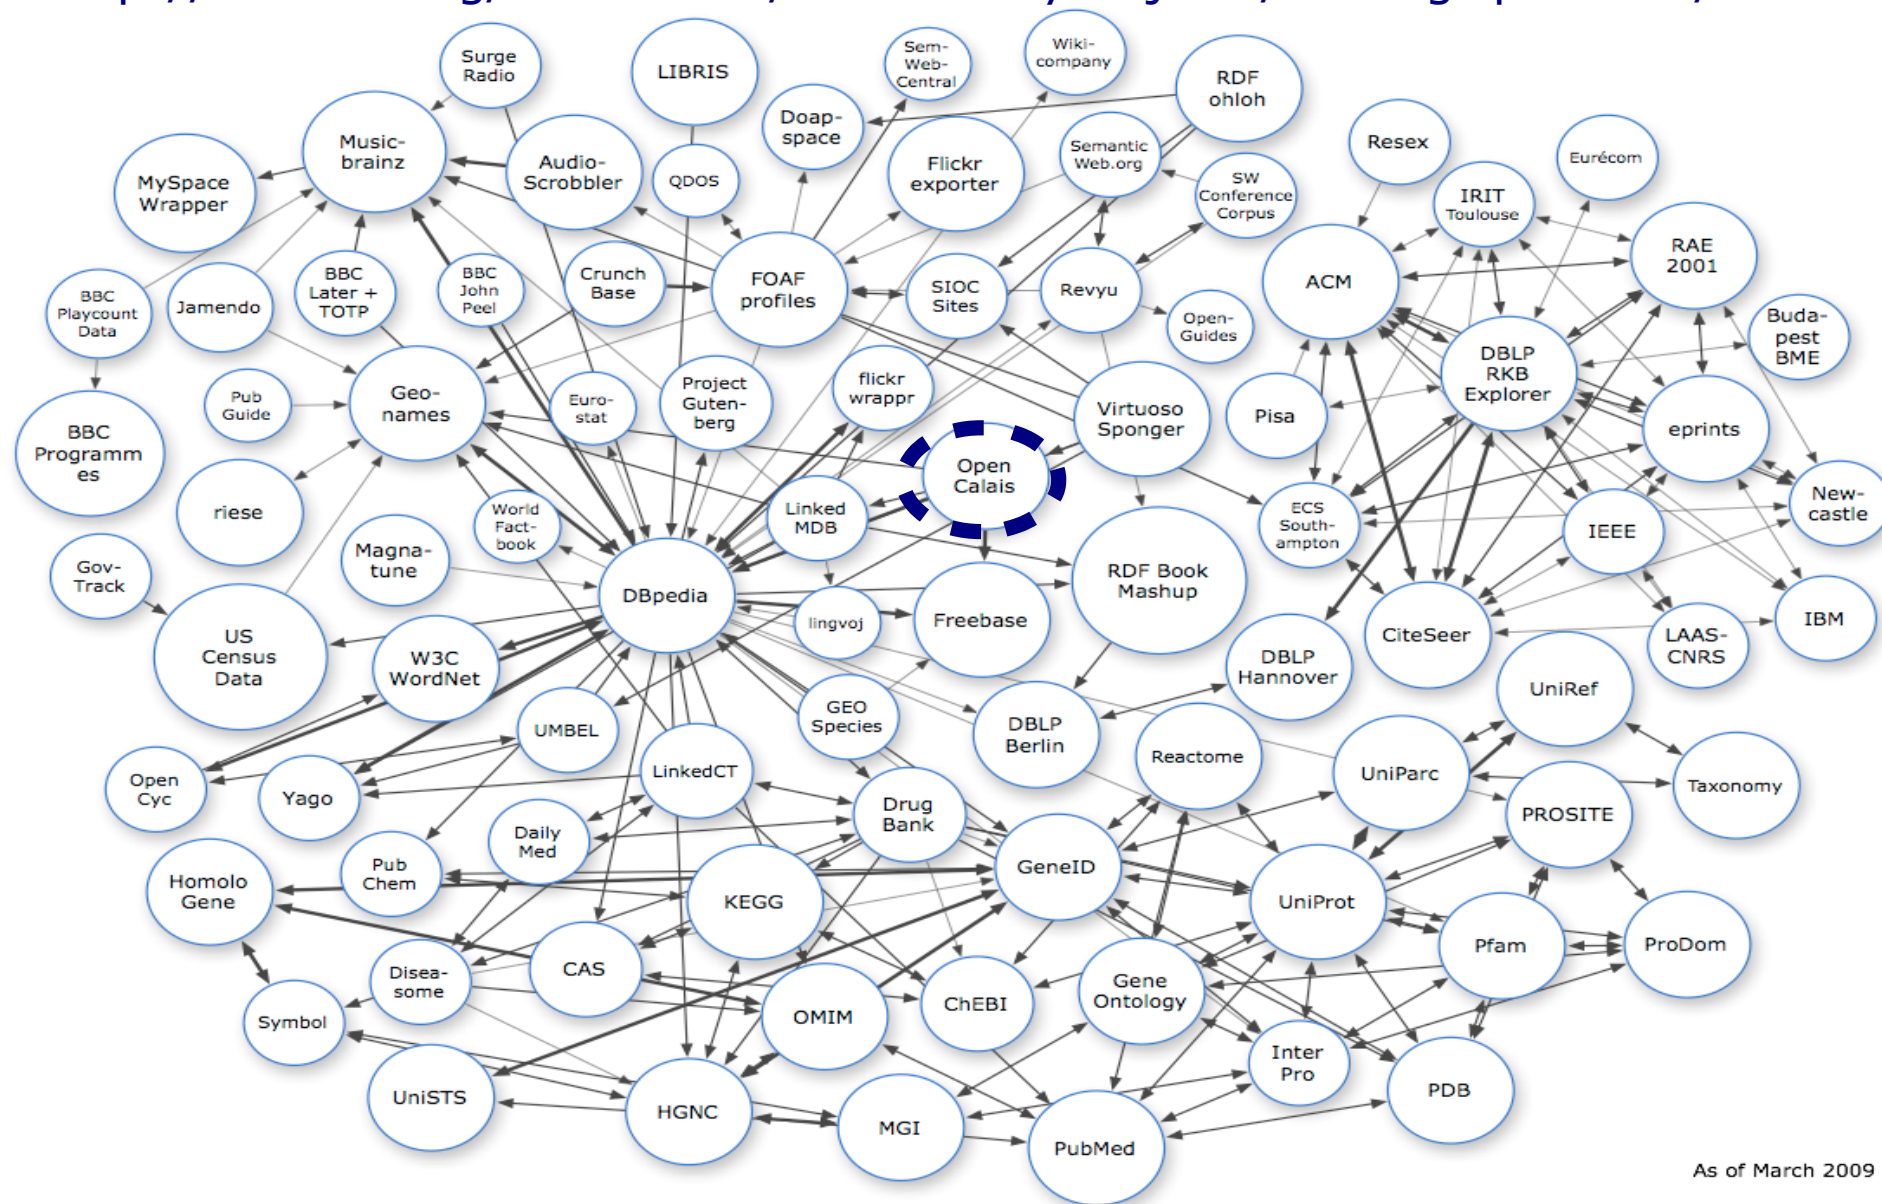 Surge
Radio
LIBRIS
Sem-
Web-
Central
Wiki-
company
RDF
ohloh
Doap-
space
Music-
brainz
Audio-
Scrobbler
QDOS
Flickr
exporter
Semantic
Web.org
SW
Conference
Corpus
Resex
Eurécom
MySpace
Wrapper
IRIT
Toulouse
RAE
2001
ACM
BBC
Playcount
Data
Jamendo
BBC
Later +
TOTP
BBC
John
Peel
Crunch
Base
FOAF
profiles
SIOC
Sites
Revyu
Open-
Guides
Buda-
pest
BME
DBLP
RKB
Explorer
Pub
Guide
Geo-
names
Euro-
stat
Project
Guten-
berg
flickr
wrappr
Virtuoso
Sponger
Pisa
eprints
BBC
Programm
es
Open
Calais
riese
World
Fact-
book
Linked
MDB
ECS
South-
ampton
IEEE
New-
castle
Gov-
Track
Magna-
tune
DBpedia
lingvoj
Freebase
RDF Book
Mashup
CiteSeer
LAAS-
CNRS
IBM
US
Census
Data
W3C
WordNet
DBLP
Hannover
UniRef
UMBEL
GEO
Species
DBLP
Berlin
Reactome
Open
Cyc
Yago
LinkedCT
UniParc
Taxonomy
Daily
Med
Drug
Bank
PROSITE
Homolo
Gene
Pub
Chem
KEGG
GeneID
UniProt
Pfam
ProDom
Disea-
some
CAS
OMIM
ChEBI
Gene
Ontology
Symbol
Inter
Pro
PDB
UniSTS
HGNC
MGI
PubMed
As of March 2009